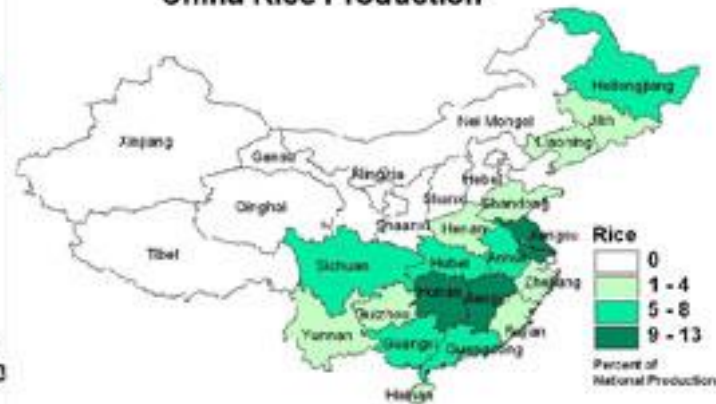 China Rice Production
Heilongjiang
Jilin
Nei Mongol
Liaoning
Xinjiang
Gansu
Ningxia
Hebei
Shanxi
Shandong
Qinghai
Shaanxi
Henan
Jiangsu
Tibet
Sichuan
Hubei
Anhui
Zhejiang
Hunan
Jiangxi
Guizhou
Yunnan
Fujian
Guangxi
Guangdong
Hainan
Rice
0
1 - 4
5 - 8
9 - 13
Percent of
National Production